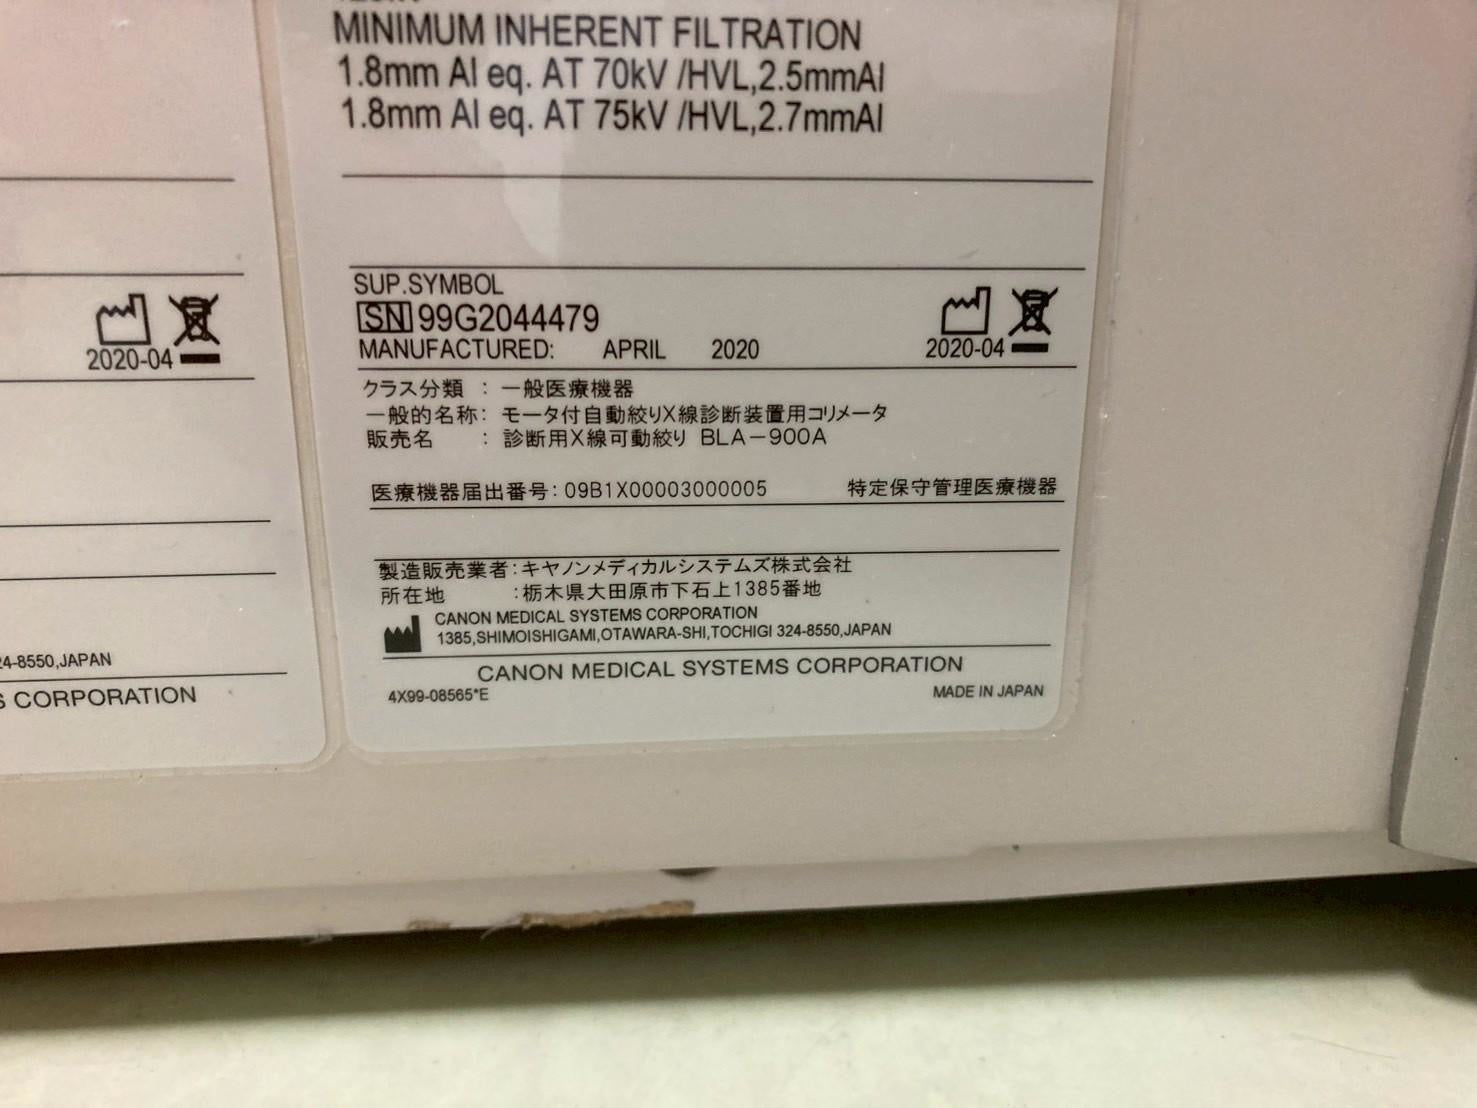 MINIMUM INHERENT FILTRATION
1.8mm Al eq. AT 70kV /HVL,2.5mmAl
1.8mm Al eq. AT 75kV /HVL,2.7mmAl
SUP.SYMBOL
SN 99G2044479
MANUFACTURED: APRIL 2020
2020-04
2020-04
クラス分類 : 一般医療機器
一般的名称: モータ付自動絞りX線診断装置用コリメータ
販売名 : 診断用X線可動絞り BLA-900A
医療機器届出番号: 09B1X00003000005 特定保守管理医療機器
製造販売業者:キヤノンメディカルシステムズ株式会社
所在地 :栃木県大田原市下石上1385番地
CANON MEDICAL SYSTEMS CORPORATION
1385,SHIMOISHIGAMI,OTAWARA-SHI,TOCHIGI 324-8550,JAPAN
CANON MEDICAL SYSTEMS CORPORATION
4X99-08565*E MADE IN JAPAN
24-8550,JAPAN
S CORPORATION